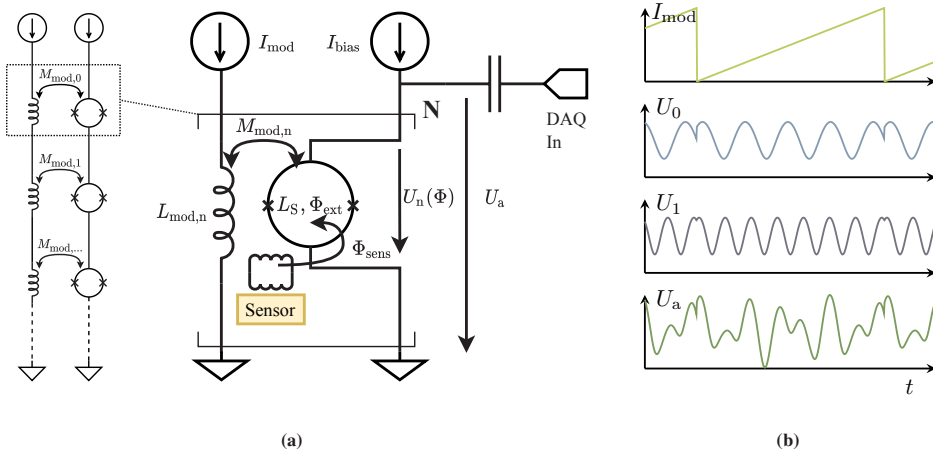 M_mod,0
M_mod,1
M_mod,...
I_mod
I_bias
N
M_mod,n
L_mod,n
L_S, Φ_ext
Φ_sens
U_n(Φ)
U_a
Sensor
DAQ
In
(a)
I_mod
U_0
U_1
U_a
t
(b)